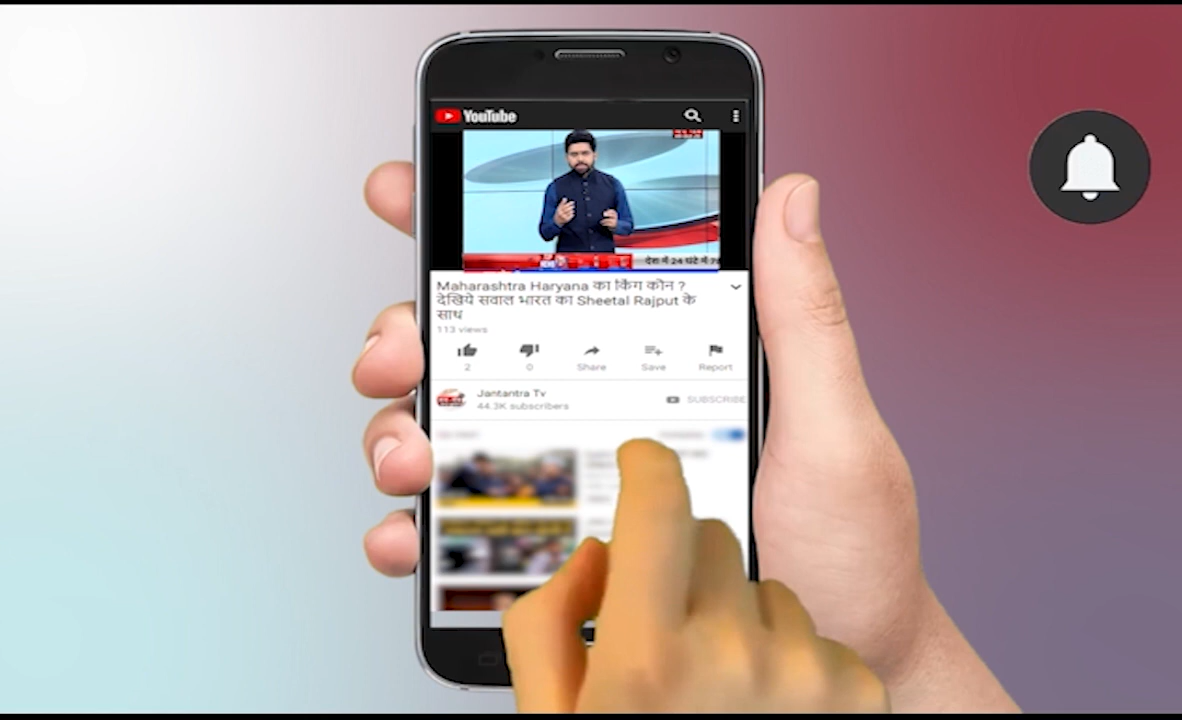 YouTube
देश में 24 घंटे में
Maharashtra Haryana का किंग कौन ?
देखिये सवाल भारत का Sheetal Rajput के
साथ
113 views
2
0
Share
Save
Report
Jantantra Tv
44.3K subscribers
SUBSCRIBE